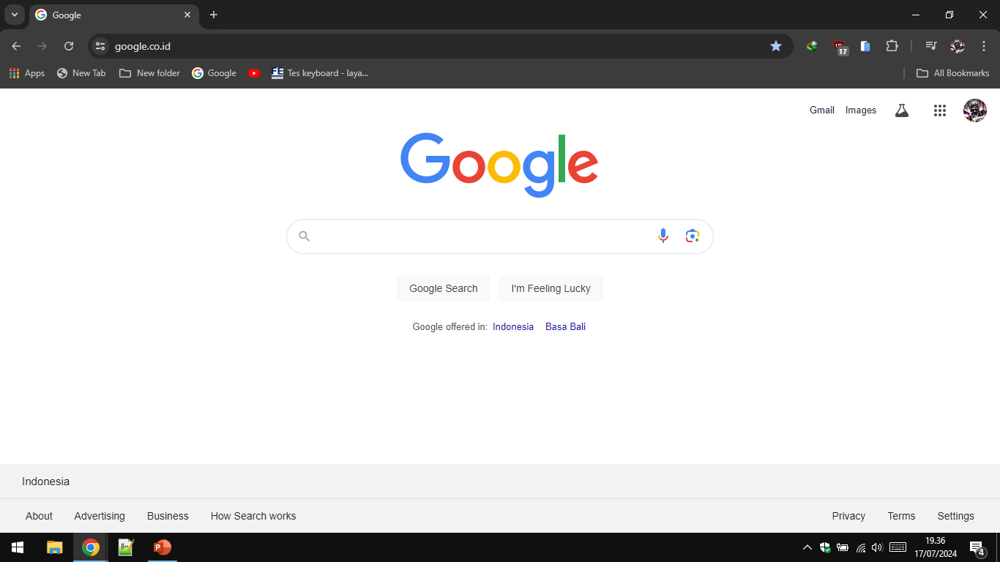 Google
google.co.id
17
Apps New Tab New folder Google Tes keyboard - laya... All Bookmarks
Gmail Images
Google
Google Search I'm Feeling Lucky
Google offered in: Indonesia Basa Bali
Indonesia
About Advertising Business How Search works Privacy Terms Settings
19.36
17/07/2024
4